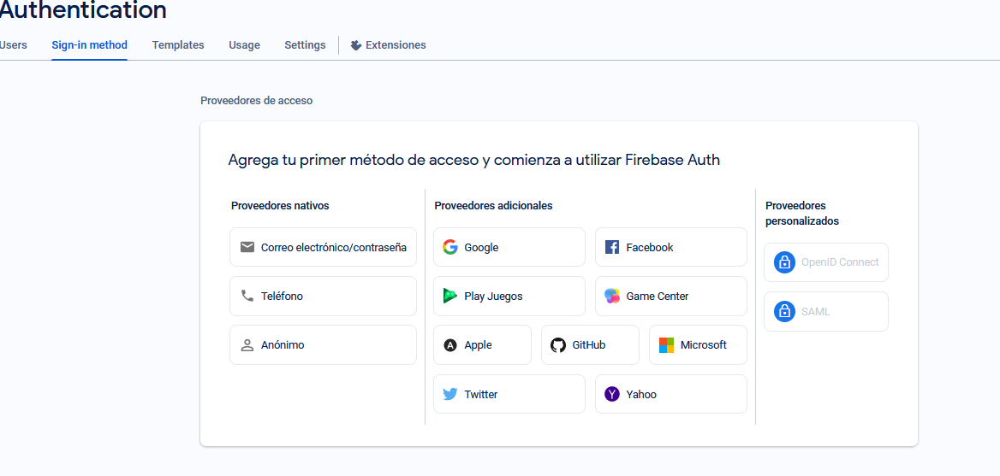 Authentication
Users Sign-in method Templates Usage Settings Extensiones
Proveedores de acceso
Agrega tu primer método de acceso y comienza a utilizar Firebase Auth
Proveedores nativos
Correo electrónico/contraseña
Teléfono
Anónimo
Proveedores adicionales
Google Facebook
Play Juegos Game Center
Apple GitHub Microsoft
Twitter Yahoo
Proveedores
personalizados
OpenID Connect
SAML